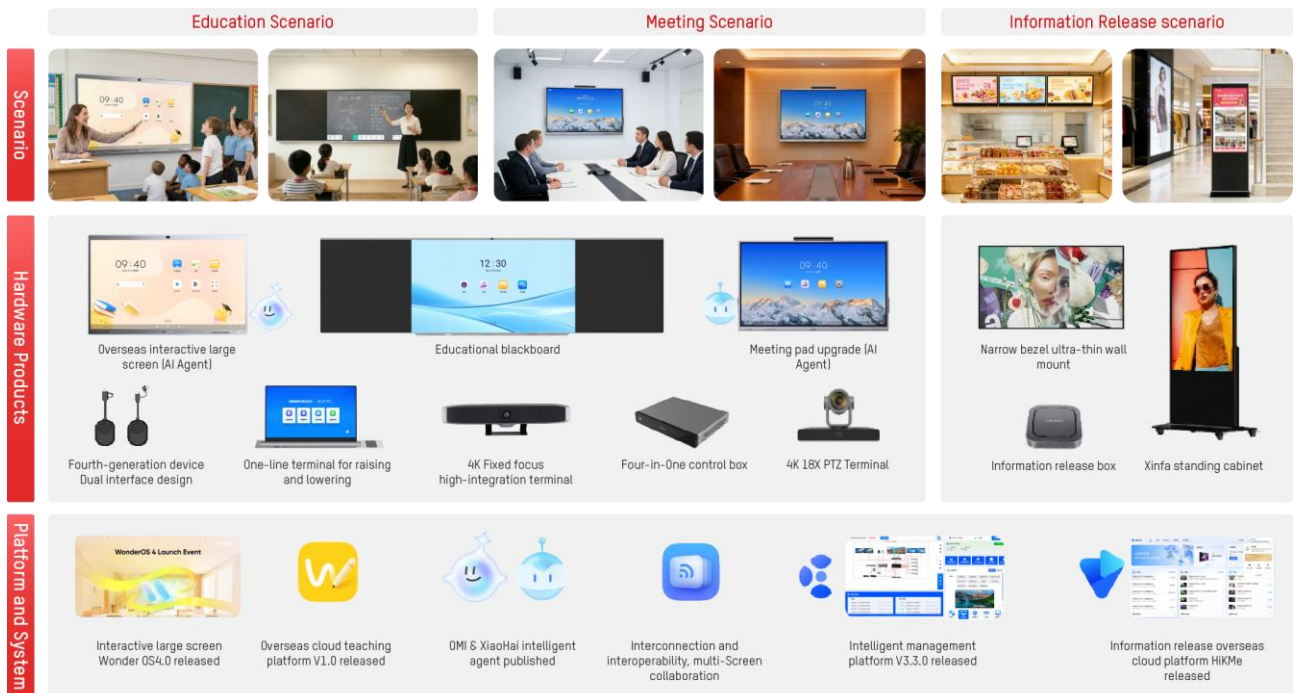 Education Scenario
Meeting Scenario
Information Release scenario
Scenario
09:40
09:40
09:40
Hardware Products
09:40
12:30
09:40
Overseas interactive large
screen (AI Agent)
Educational blackboard
Meeting pad upgrade (AI
Agent)
Narrow bezel ultra-thin wall
mount
Fourth-generation device
Dual interface design
One-line terminal for raising
and lowering
4K Fixed focus
high-integration terminal
Four-in-One control box
4K 18X PTZ Terminal
Information release box
Xinfa standing cabinet
Platform and System
WonderOS 4 Launch Event
Interactive large screen
Wonder OS4.0 released
Overseas cloud teaching
platform V1.0 released
OMI & XiaoHai intelligent
agent published
Interconnection and
interoperability, multi-Screen
collaboration
Intelligent management
platform V3.3.0 released
Information release overseas
cloud platform HiKMe
released